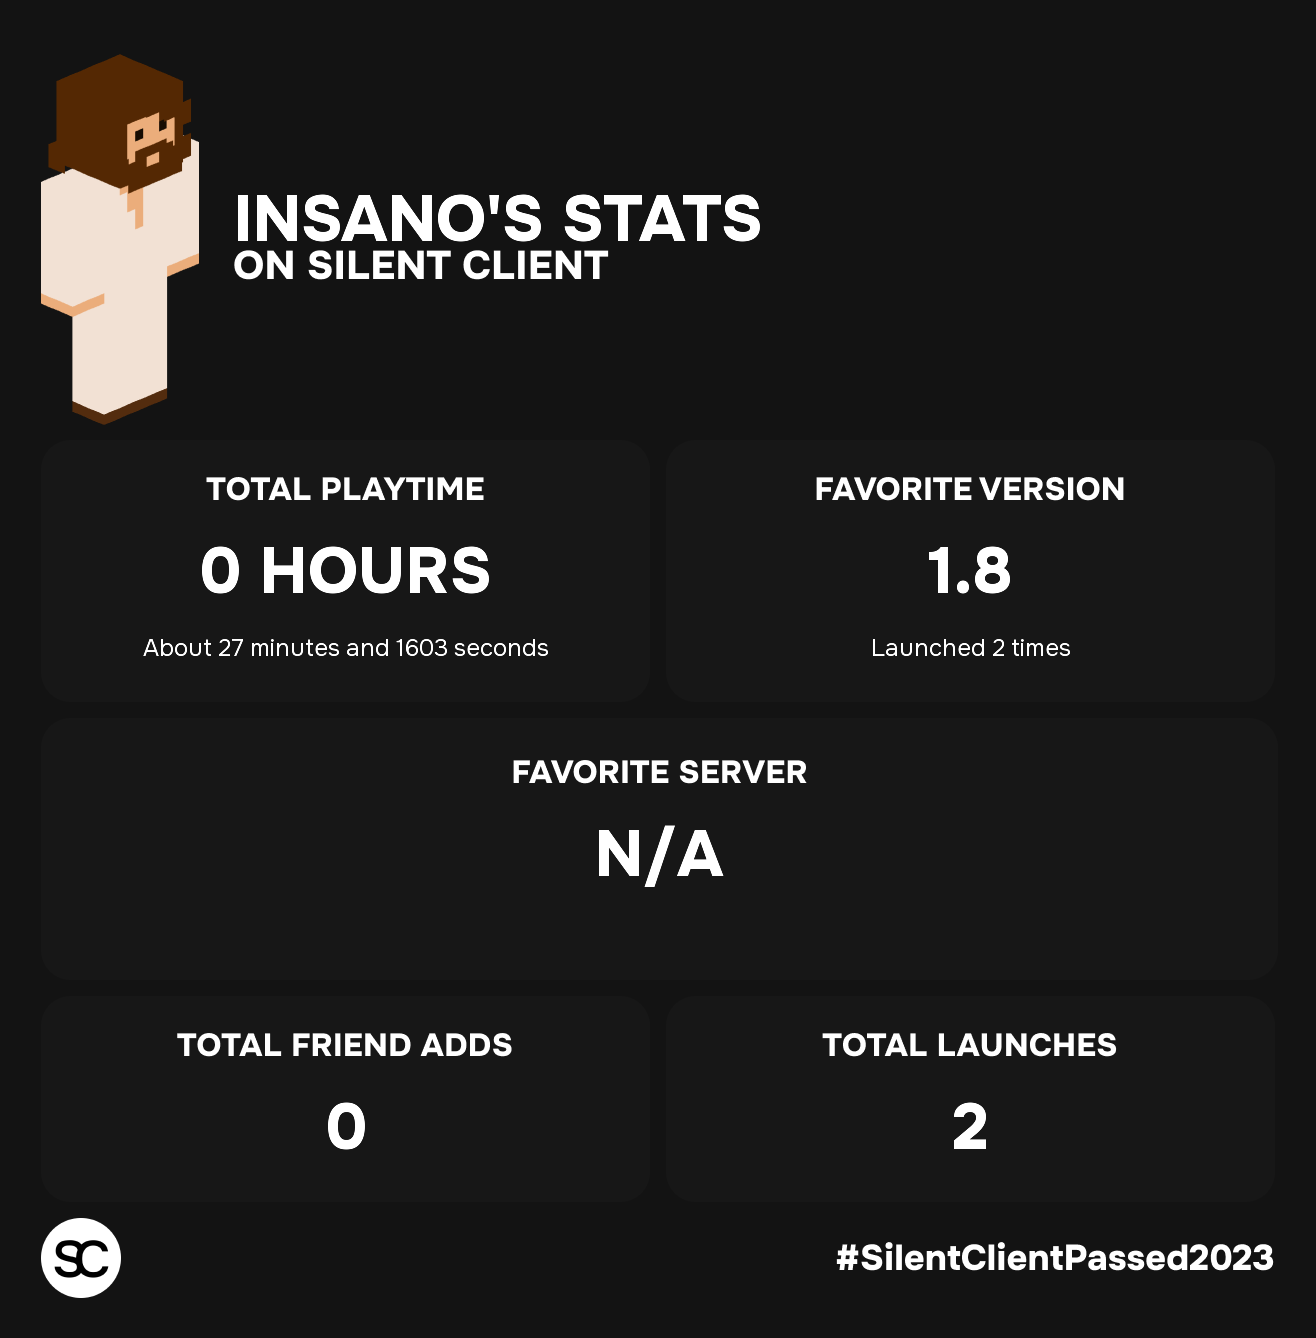 INSANO'S STATS
ON SILENT CLIENT
TOTAL PLAYTIME
0 HOURS
About 27 minutes and 1603 seconds
FAVORITE VERSION
1.8
Launched 2 times
FAVORITE SERVER
N/A
TOTAL FRIEND ADDS
0
TOTAL LAUNCHES
2
SC
#SilentClientPassed2023